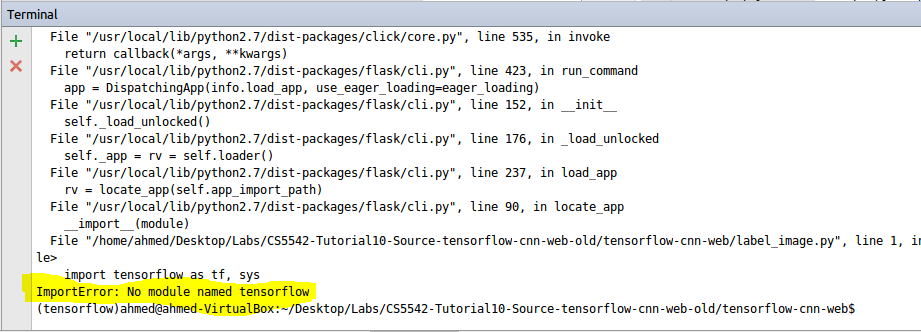 Terminal
File "/usr/local/lib/python2.7/dist-packages/click/core.py", line 535, in invoke
return callback(*args, **kwargs)
File "/usr/local/lib/python2.7/dist-packages/flask/cli.py", line 423, in run_command
app = DispatchingApp(info.load_app, use_eager_loading=eager_loading)
File "/usr/local/lib/python2.7/dist-packages/flask/cli.py", line 152, in __init__
self._load_unlocked()
File "/usr/local/lib/python2.7/dist-packages/flask/cli.py", line 176, in _load_unlocked
self._app = rv = self.loader()
File "/usr/local/lib/python2.7/dist-packages/flask/cli.py", line 237, in load_app
rv = locate_app(self.app_import_path)
File "/usr/local/lib/python2.7/dist-packages/flask/cli.py", line 90, in locate_app
__import__(module)
File "/home/ahmed/Desktop/Labs/CS5542-Tutorial10-Source-tensorflow-cnn-web-old/tensorflow-cnn-web/label_image.py", line 1, in
le>
import tensorflow as tf, sys
ImportError: No module named tensorflow
(tensorflow)ahmed@ahmed-VirtualBox:~/Desktop/Labs/CS5542-Tutorial10-Source-tensorflow-cnn-web-old/tensorflow-cnn-web$